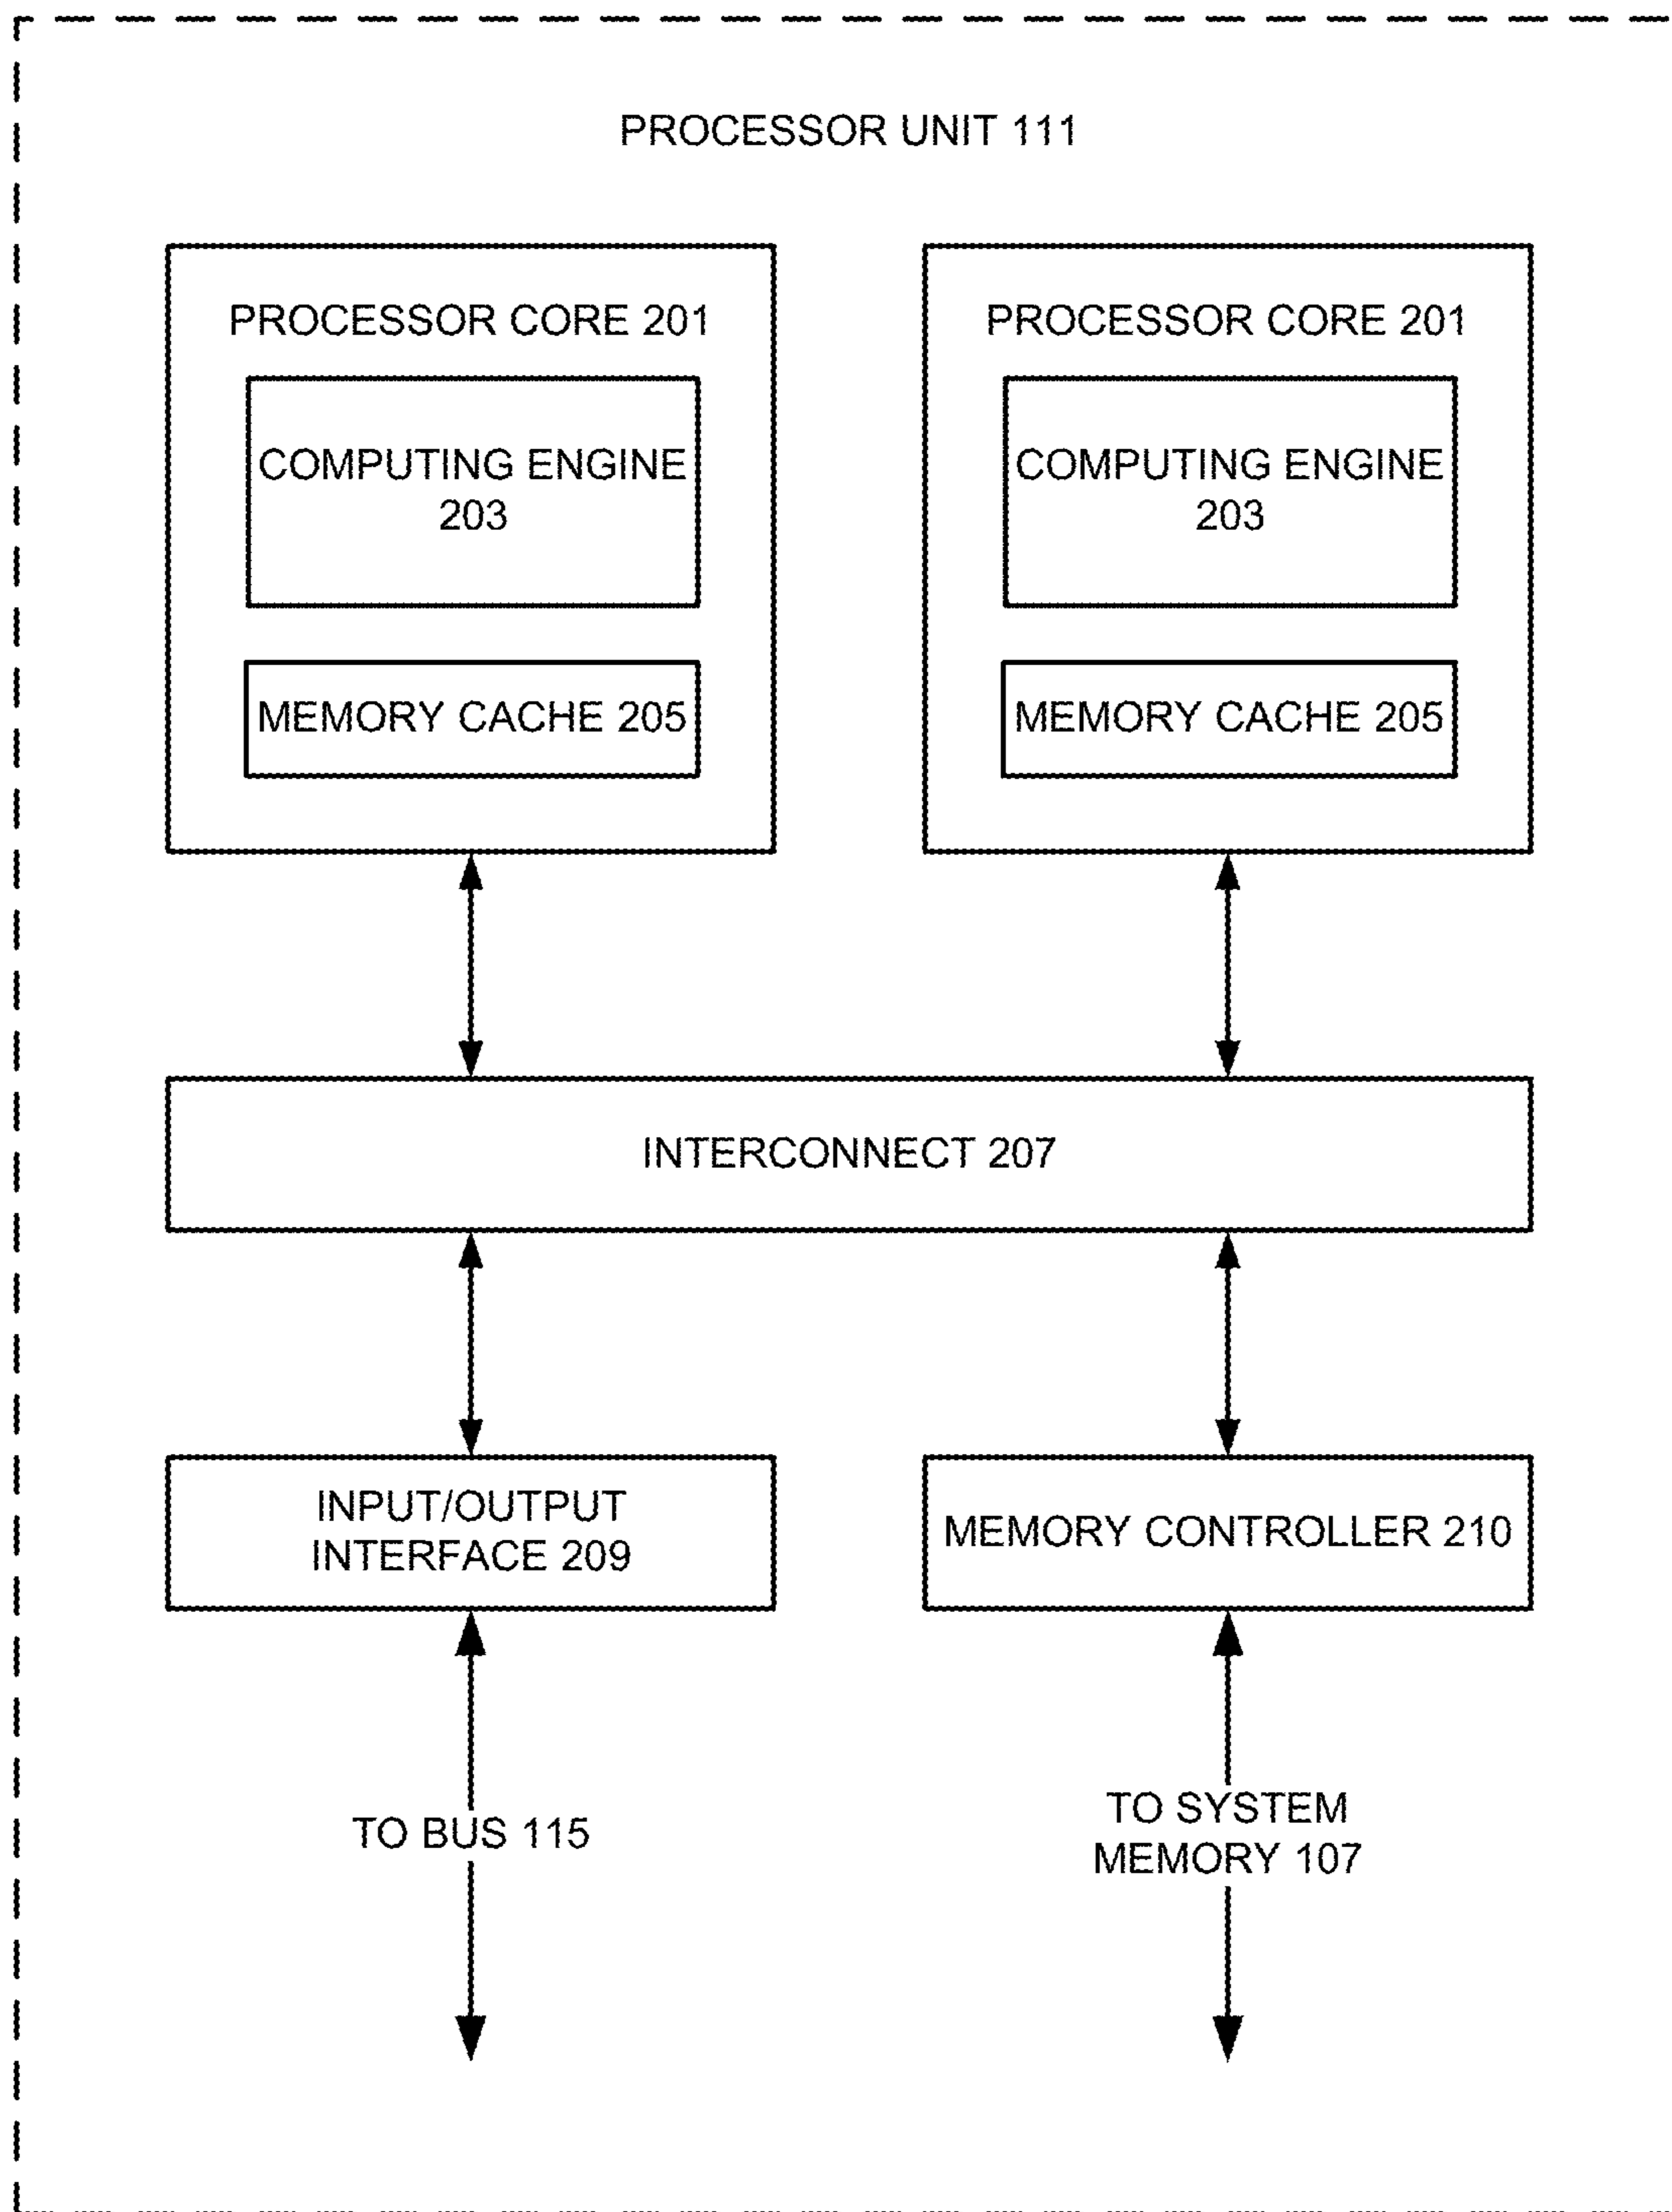 PROCESSOR UNIT 111
PROCESSOR CORE 201
COMPUTING ENGINE
203
MEMORY CACHE 205
PROCESSOR CORE 201
COMPUTING ENGINE
203
MEMORY CACHE 205
INTERCONNECT 207
INPUT/OUTPUT
INTERFACE 209
MEMORY CONTROLLER 210
TO BUS 115
TO SYSTEM
MEMORY 107